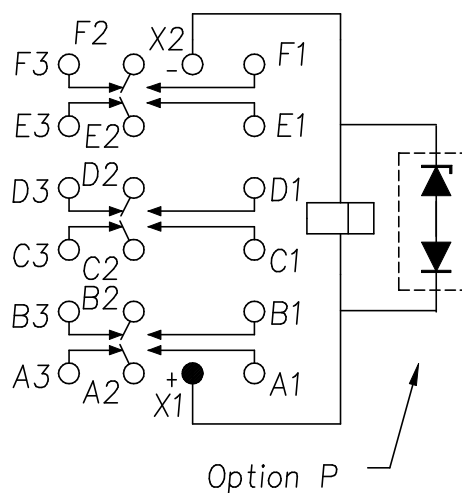 F2 X2
F3 - F1
E3 E2 E1
D2
D3 D1
C3 C2 C1
B2
B3 B1
A3 A2 + X1 A1
Option P